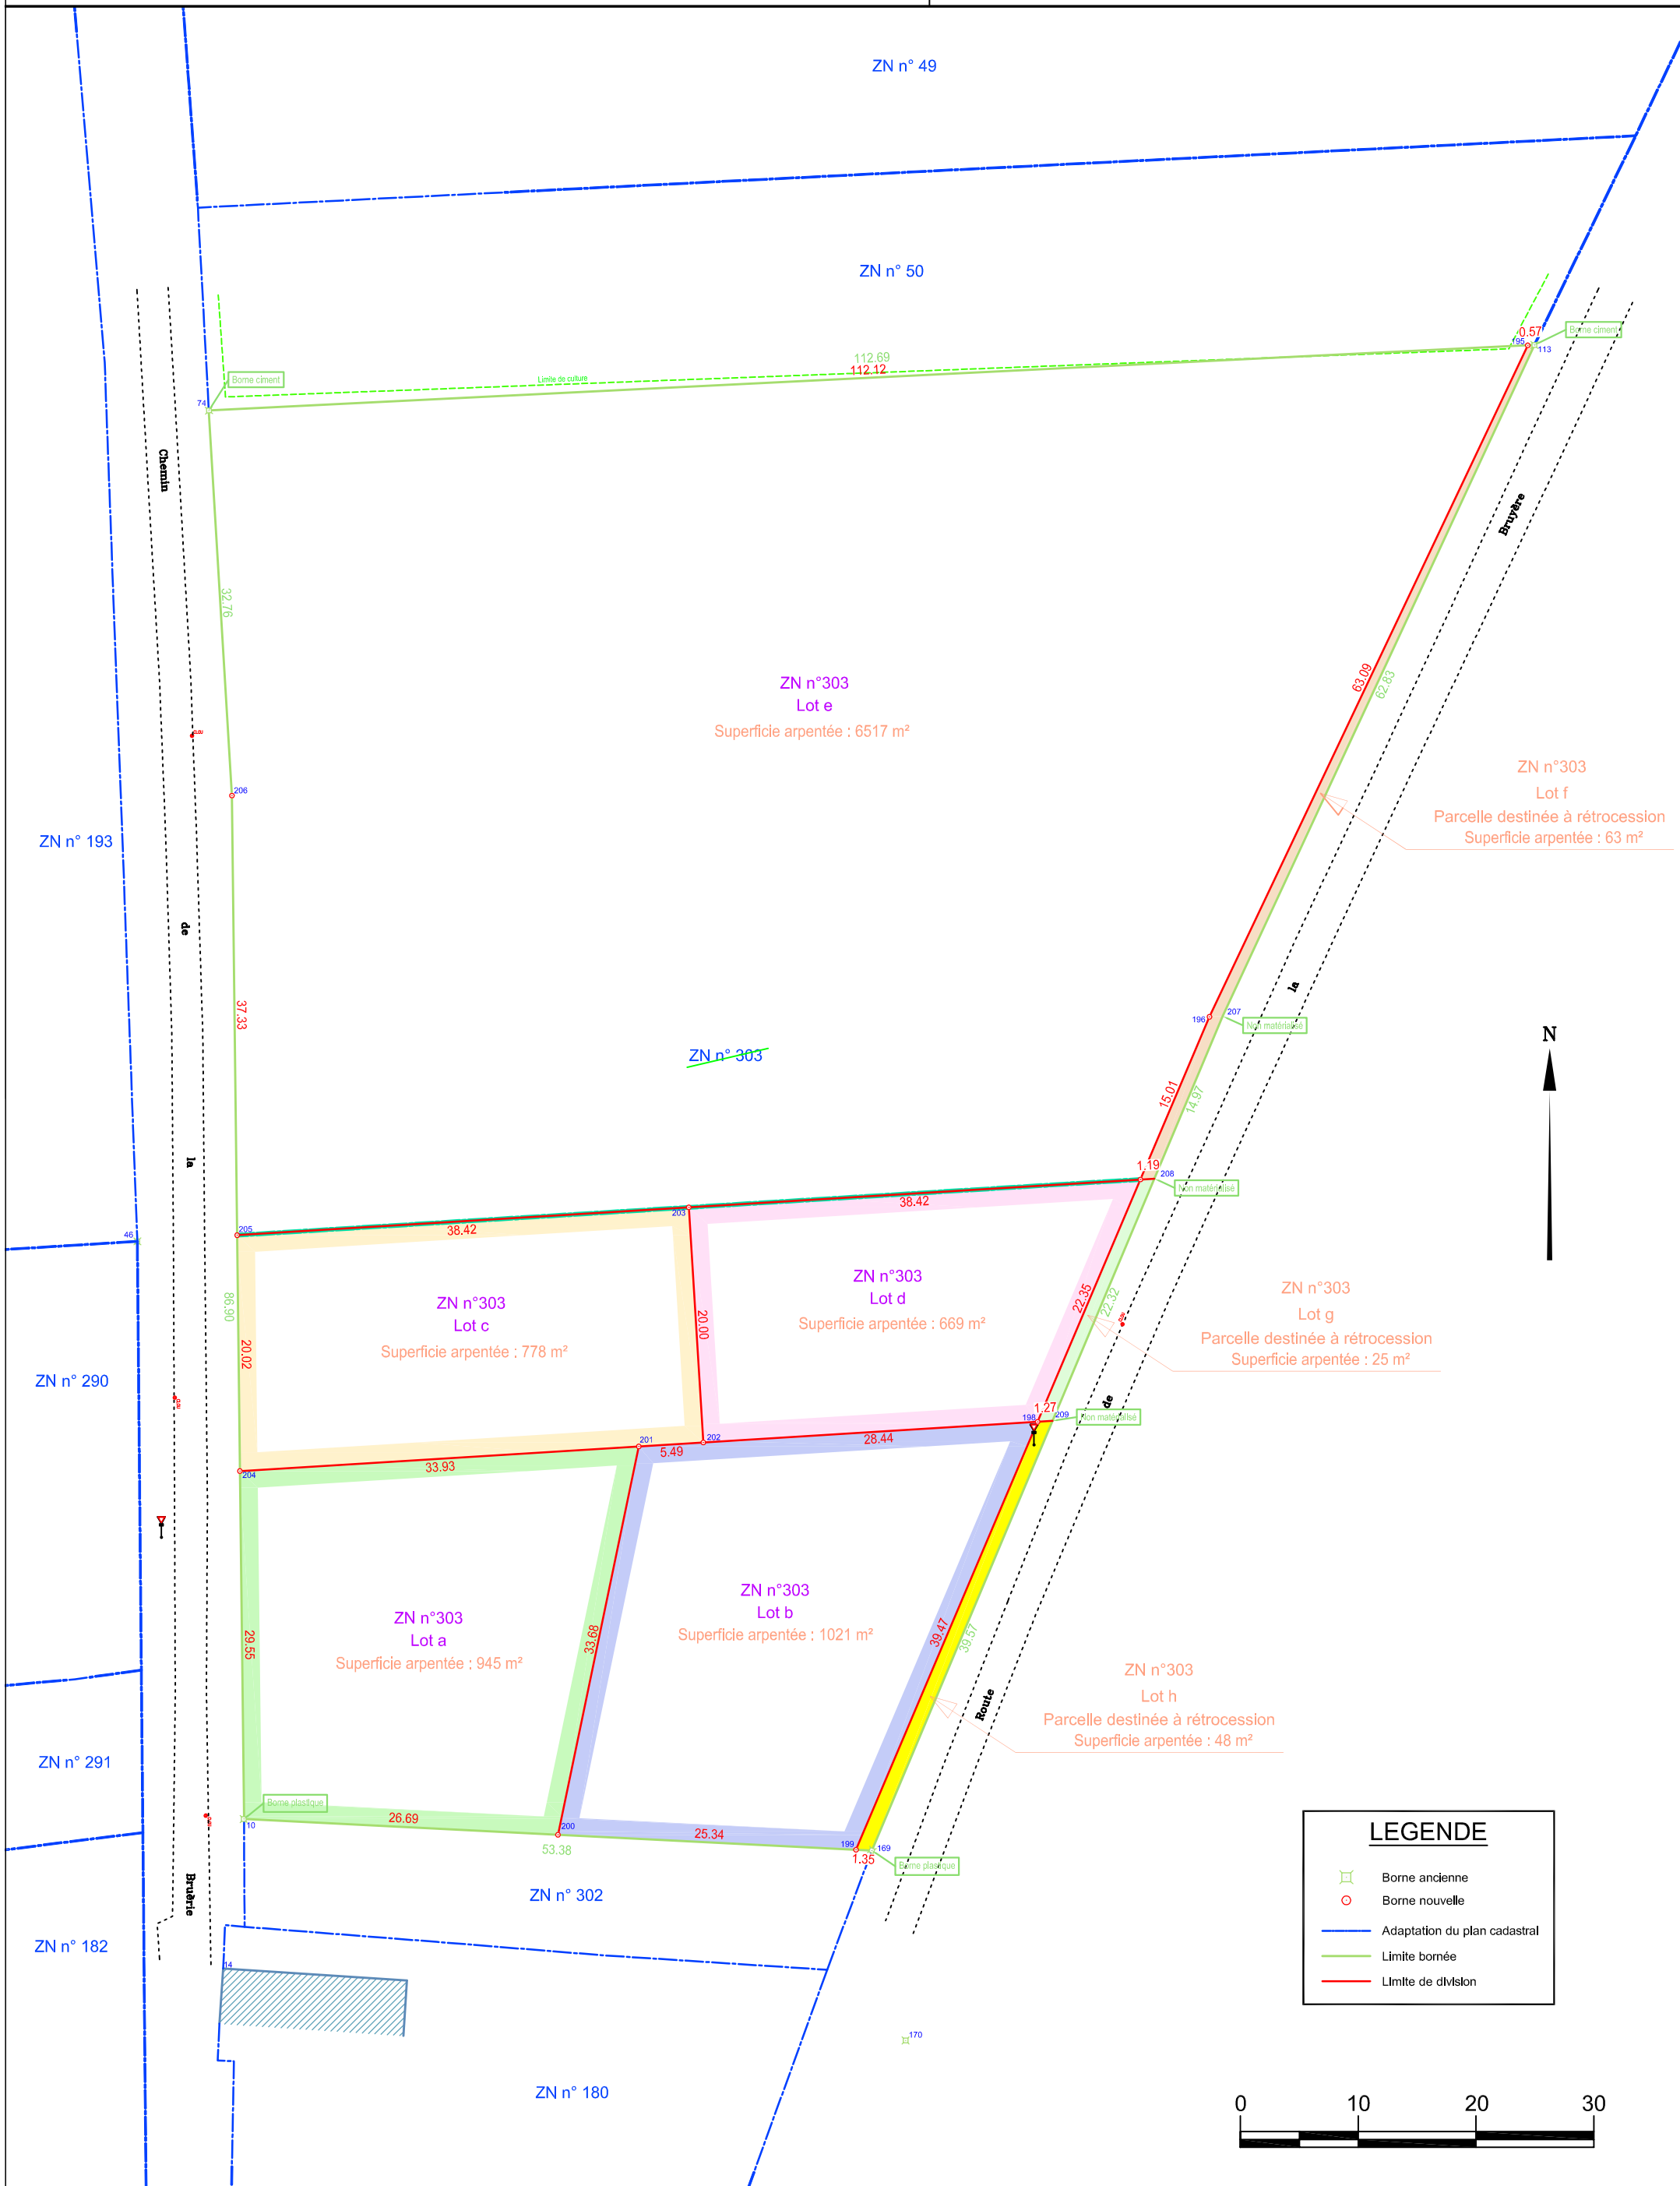 ZN n° 49
ZN n° 50
0.57
195
113
Borne ciment
112.69
112.12
Limite de culture
Borne ciment
74
Chemin
32.76
Bruyère
63.09
62.83
ZN n°303
Lot e
Superficie arpentée : 6517 m²
ZN n°303
Lot f
Parcelle destinée à rétrocession
Superficie arpentée : 63 m²
206
ZN n° 193
de
37.33
la
196
207
Non matérialisé
ZN n° 303
N
15.01
14.97
la
1.19
208
Non matérialisé
38.42
203
38.42
205
46
86.90
20.02
ZN n°303
Lot c
Superficie arpentée : 778 m²
20.00
ZN n°303
Lot d
Superficie arpentée : 669 m²
22.35
22.32
ZN n°303
Lot g
Parcelle destinée à rétrocession
Superficie arpentée : 25 m²
ZN n° 290
de
1.27
198
209
Non matérialisé
201
202
5.49
28.44
33.93
204
29.55
ZN n°303
Lot a
Superficie arpentée : 945 m²
33.68
ZN n°303
Lot b
Superficie arpentée : 1021 m²
39.47
39.57
Route
ZN n°303
Lot h
Parcelle destinée à rétrocession
Superficie arpentée : 48 m²
ZN n° 291
Borne plastique
10
26.69
200
25.34
53.38
199
169
1.35
Borne plastique
Bruèrie
ZN n° 302
ZN n° 182
14
170
ZN n° 180
LEGENDE
Borne ancienne
Borne nouvelle
Adaptation du plan cadastral
Limite bornée
Limite de division
0 10 20 30